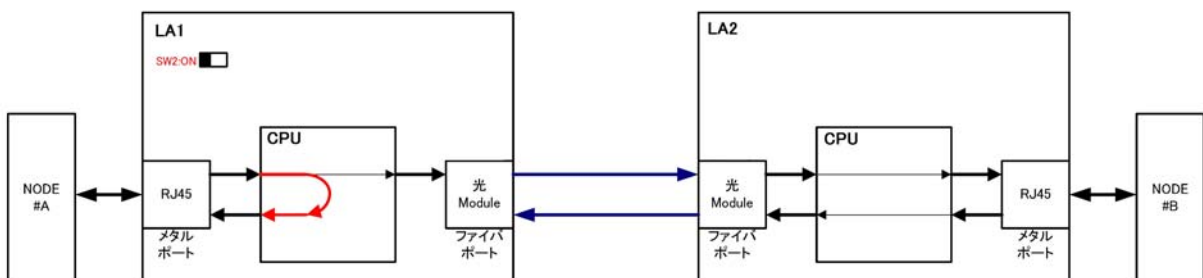 LA1
SW2:ON
CPU
NODE
#A
RJ45
メタル
ポート
光
Module
ファイバ
ポート
LA2
CPU
光
Module
ファイバ
ポート
RJ45
メタル
ポート
NODE
#B